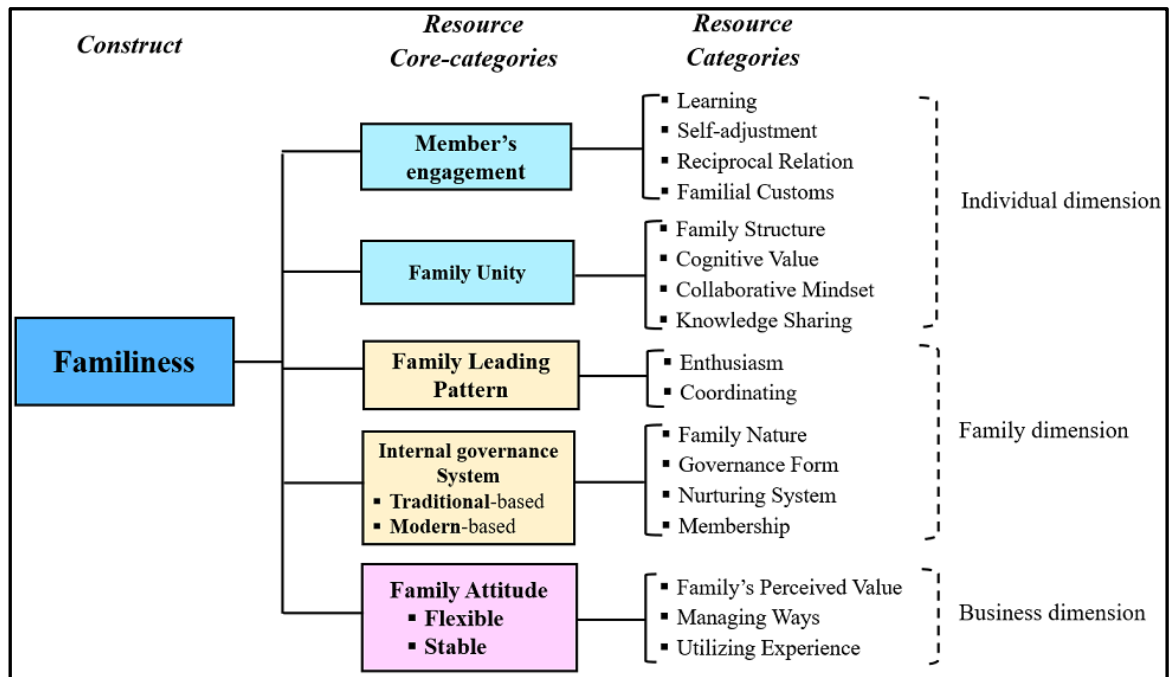 Construct
Resource
Core-categories
Resource
Categories
Familiness
Member's
engagement
▪ Learning
▪ Self-adjustment
▪ Reciprocal Relation
▪ Familial Customs
Family Unity
▪ Family Structure
▪ Cognitive Value
▪ Collaborative Mindset
▪ Knowledge Sharing
Individual dimension
Family Leading
Pattern
▪ Enthusiasm
▪ Coordinating
Internal governance
System
▪ Traditional-based
▪ Modern-based
▪ Family Nature
▪ Governance Form
▪ Nurturing System
▪ Membership
Family dimension
Family Attitude
▪ Flexible
▪ Stable
▪ Family's Perceived Value
▪ Managing Ways
▪ Utilizing Experience
Business dimension